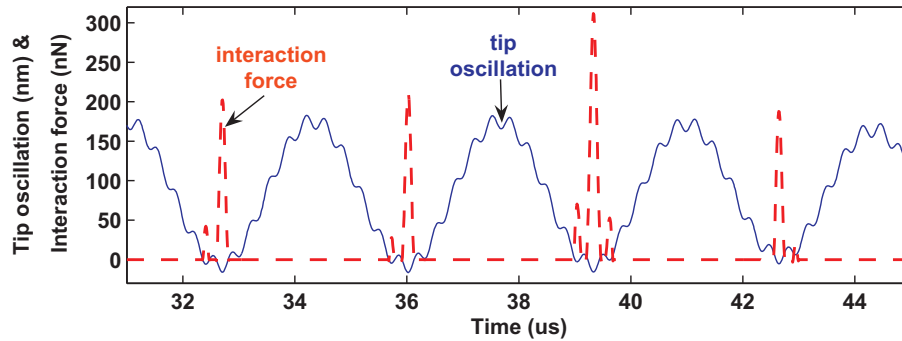 Tip oscillation (nm) &
Interaction force (nN)
300
250
200
150
100
50
0
interaction
force
tip
oscillation
32 34 36 38 40 42 44
Time (us)